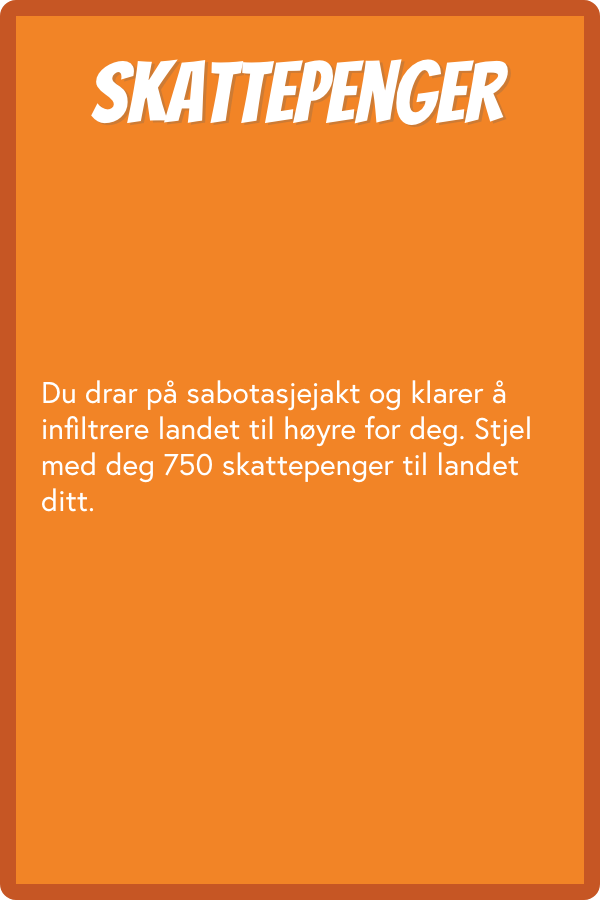 SKATTEPENGER
Du drar på sabotasjejakt og klarer å
infiltrere landet til høyre for deg. Stjel
med deg 750 skattepenger til landet
ditt.